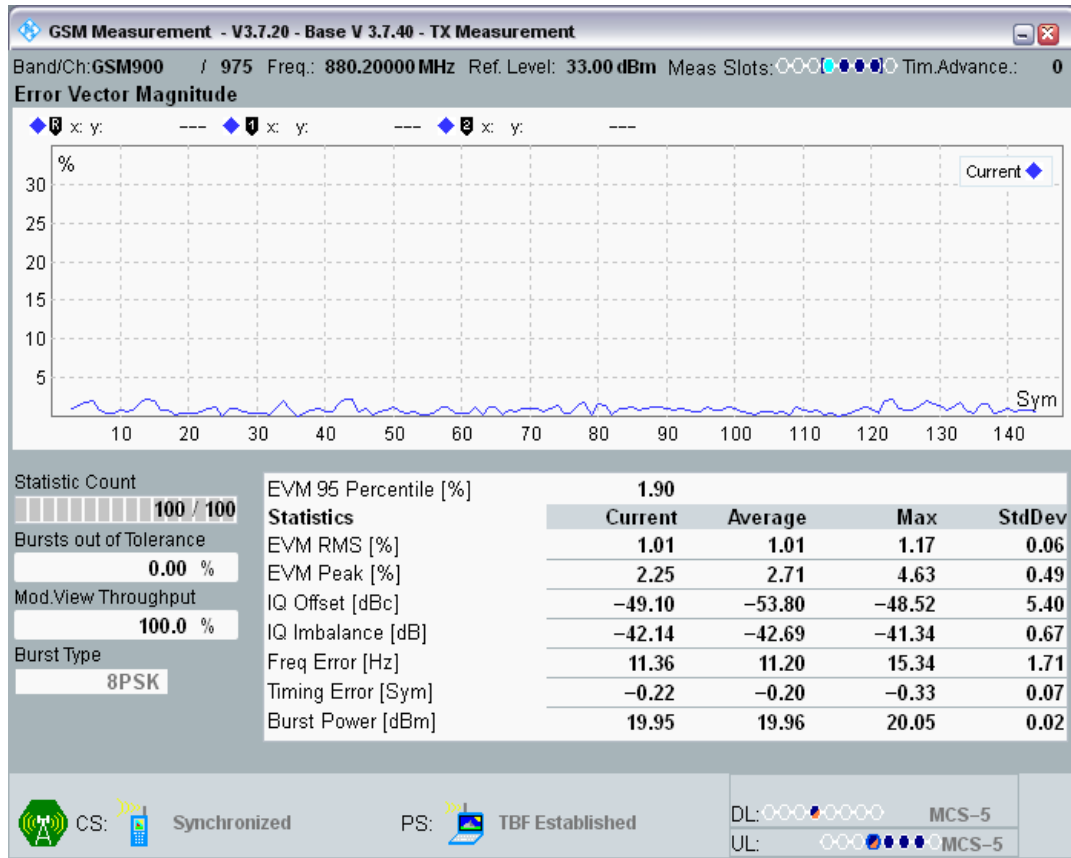 GSM Measurement - V3.7.20 - Base V 3.7.40 - TX Measurement
Band/Ch:GSM900 / 975 Freq.: 880.20000 MHz Ref. Level: 33.00 dBm Meas Slots: Tim.Advance.: 0
Error Vector Magnitude
R x: y: --- 1 x: y: --- 2 x: y: ---
%
Current
30
25
20
15
10
5
Sym
10 20 30 40 50 60 70 80 90 100 110 120 130 140
Statistic Count
100 / 100
Bursts out of Tolerance
0.00 %
Mod.View Throughput
100.0 %
Burst Type
8PSK
EVM 95 Percentile [%] 1.90
Statistics Current Average Max StdDev
EVM RMS [%] 1.01 1.01 1.17 0.06
EVM Peak [%] 2.25 2.71 4.63 0.49
IQ Offset [dBc] −49.10 −53.80 −48.52 5.40
IQ Imbalance [dB] −42.14 −42.69 −41.34 0.67
Freq Error [Hz] 11.36 11.20 15.34 1.71
Timing Error [Sym] −0.22 −0.20 −0.33 0.07
Burst Power [dBm] 19.95 19.96 20.05 0.02
CS: Synchronized PS: TBF Established
DL: MCS−5
UL: MCS−5